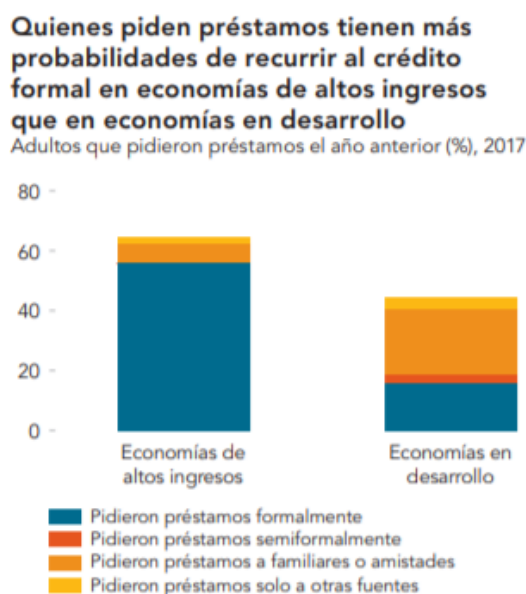 Quienes piden préstamos tienen más
probabilidades de recurrir al crédito
formal en economías de altos ingresos
que en economías en desarrollo
Adultos que pidieron préstamos el año anterior (%), 2017
80
60
40
20
0
Economías de
altos ingresos
Economías en
desarrollo
Pidieron préstamos formalmente
Pidieron préstamos semiformalmente
Pidieron préstamos a familiares o amistades
Pidieron préstamos solo a otras fuentes